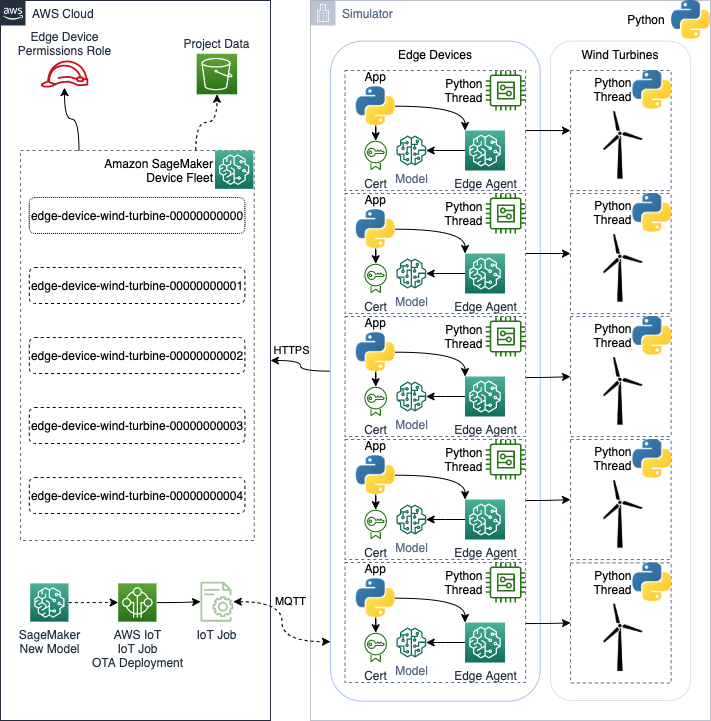 aws
AWS Cloud
Edge Device
Permissions Role
Project Data
Amazon SageMaker
Device Fleet
edge-device-wind-turbine-00000000000
edge-device-wind-turbine-00000000001
edge-device-wind-turbine-00000000002
edge-device-wind-turbine-00000000003
edge-device-wind-turbine-00000000004
SageMaker
New Model
AWS IoT
IoT Job
OTA Deployment
IoT Job
HTTPS
MQTT
Simulator
Python
Edge Devices
Wind Turbines
App
Python
Thread
Cert
Model
Edge Agent
Python
Thread
App
Python
Thread
Cert
Model
Edge Agent
Python
Thread
App
Python
Thread
Cert
Model
Edge Agent
Python
Thread
App
Python
Thread
Cert
Model
Edge Agent
Python
Thread
App
Python
Thread
Cert
Model
Edge Agent
Python
Thread